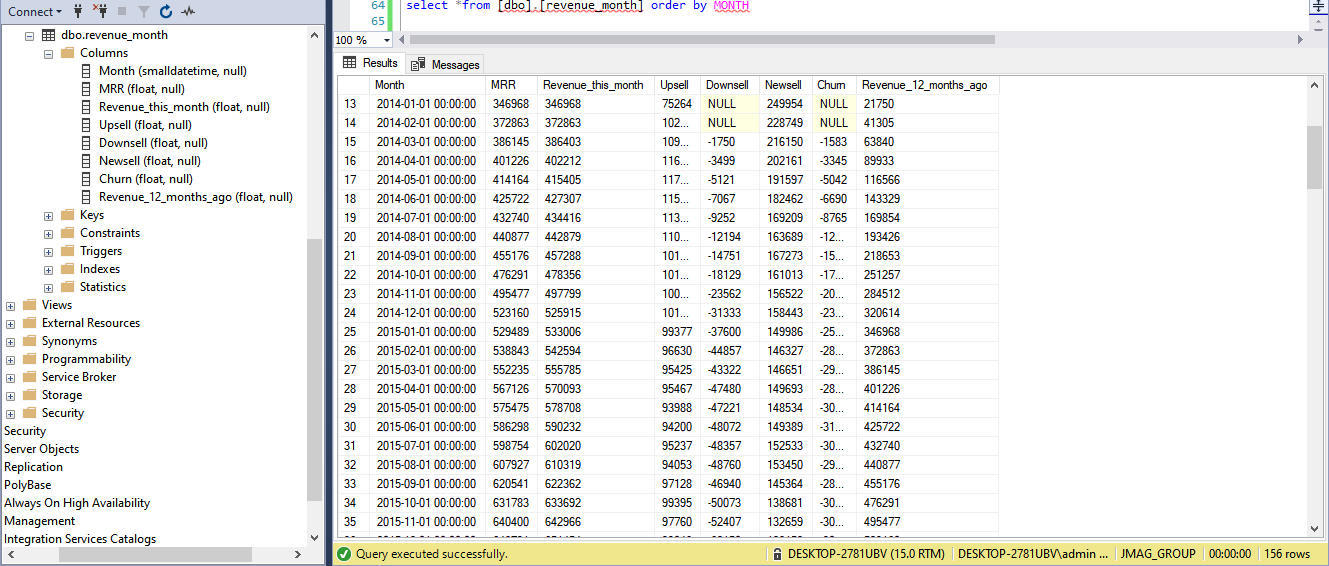 Connect
dbo.revenue_month
Columns
Month (smalldatetime, null)
MRR (float, null)
Revenue_this_month (float, null)
Upsell (float, null)
Downsell (float, null)
Newsell (float, null)
Churn (float, null)
Revenue_12_months_ago (float, null)
Keys
Constraints
Triggers
Indexes
Statistics
Views
External Resources
Synonyms
Programmability
Service Broker
Storage
Security
Security
Server Objects
Replication
PolyBase
Always On High Availability
Management
Integration Services Catalogs
64 select *from [dbo].[revenue_month] order by MONTH
65
100 %
Results Messages
Month MRR Revenue_this_month Upsell Downsell Newsell Churn Revenue_12_months_ago
13 2014-01-01 00:00:00 346968 346968 75264 NULL 249954 NULL 21750
14 2014-02-01 00:00:00 372863 372863 102... NULL 228749 NULL 41305
15 2014-03-01 00:00:00 386145 386403 109... -1750 216150 -1583 63840
16 2014-04-01 00:00:00 401226 402212 116... -3499 202161 -3345 89933
17 2014-05-01 00:00:00 414164 415405 117... -5121 191597 -5042 116566
18 2014-06-01 00:00:00 425722 427307 115... -7067 182462 -6690 143329
19 2014-07-01 00:00:00 432740 434416 113... -9252 169209 -8765 169854
20 2014-08-01 00:00:00 440877 442879 110... -12194 163689 -12... 193426
21 2014-09-01 00:00:00 455176 457288 101... -14751 167273 -15... 218653
22 2014-10-01 00:00:00 476291 478356 101... -18129 161013 -17... 251257
23 2014-11-01 00:00:00 495477 497799 100... -23562 156522 -20... 284512
24 2014-12-01 00:00:00 523160 525915 101... -31333 158443 -23... 320614
25 2015-01-01 00:00:00 529489 533006 99377 -37600 149986 -25... 346968
26 2015-02-01 00:00:00 538843 542594 96630 -44857 146327 -28... 372863
27 2015-03-01 00:00:00 552235 555785 95425 -43322 146651 -29... 386145
28 2015-04-01 00:00:00 567126 570093 95467 -47480 149693 -28... 401226
29 2015-05-01 00:00:00 575475 578708 93988 -47221 148534 -30... 414164
30 2015-06-01 00:00:00 586298 590232 94200 -48072 149389 -31... 425722
31 2015-07-01 00:00:00 598754 602020 95237 -48357 152533 -30... 432740
32 2015-08-01 00:00:00 607927 610319 94053 -48760 153450 -29... 440877
33 2015-09-01 00:00:00 620541 622362 97128 -46940 145364 -28... 455176
34 2015-10-01 00:00:00 631783 633692 99395 -50073 138681 -30... 476291
35 2015-11-01 00:00:00 640400 642966 97760 -52407 132659 -30... 495477
Query executed successfully. DESKTOP-2781UBV (15.0 RTM) DESKTOP-2781UBV\admin ... JMAG_GROUP 00:00:00 156 rows